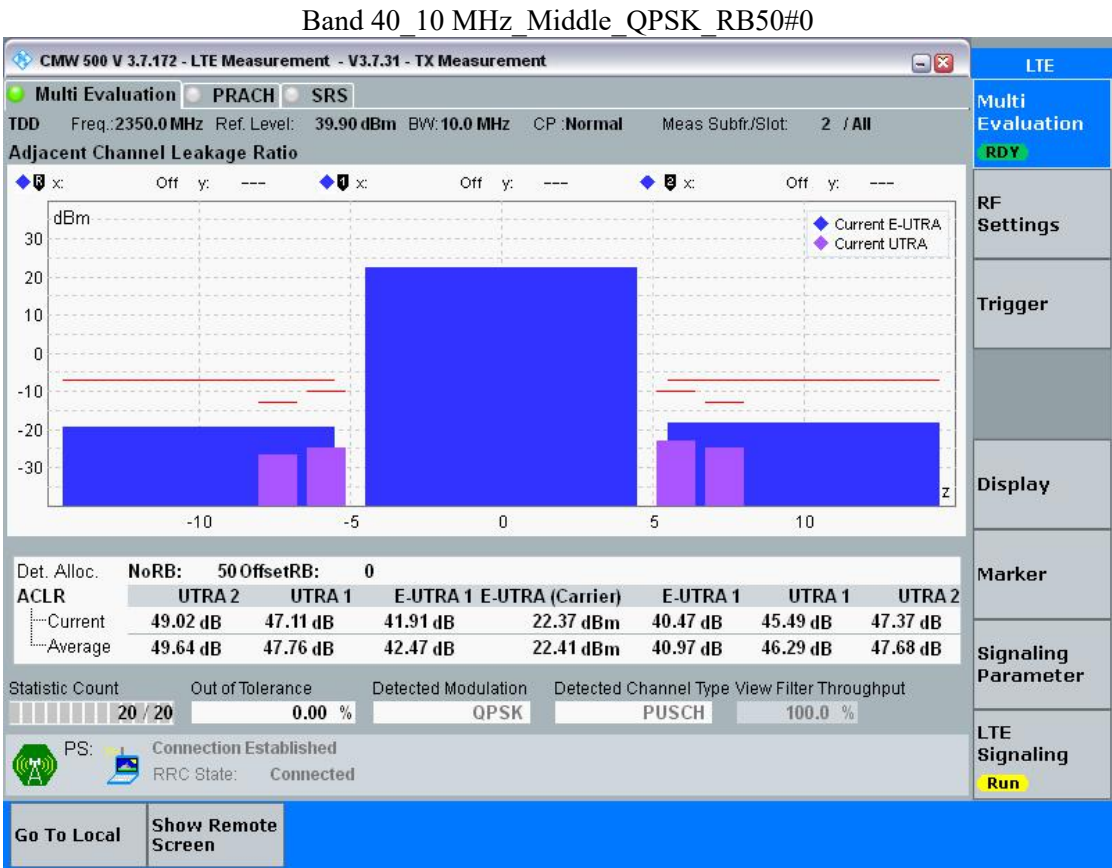 Band 40_10 MHz_Middle_QPSK_RB50#0
CMW 500 V 3.7.172 - LTE Measurement - V3.7.31 - TX Measurement
LTE
Multi Evaluation PRACH SRS
TDD Freq.:2350.0 MHz Ref. Level: 39.90 dBm BW: 10.0 MHz CP :Normal Meas Subfr./Slot: 2 / All
Adjacent Channel Leakage Ratio
R x: Off y: --- 1 x: Off y: --- 2 x: Off y: ---
dBm
Current E-UTRA
Current UTRA
30
20
10
0
-10
-20
-30
z
-10 -5 0 5 10
Det. Alloc. NoRB: 50 OffsetRB: 0
ACLR UTRA 2 UTRA 1 E-UTRA 1 E-UTRA (Carrier) E-UTRA 1 UTRA 1 UTRA 2
Current 49.02 dB 47.11 dB 41.91 dB 22.37 dBm 40.47 dB 45.49 dB 47.37 dB
Average 49.64 dB 47.76 dB 42.47 dB 22.41 dBm 40.97 dB 46.29 dB 47.68 dB
Statistic Count Out of Tolerance Detected Modulation Detected Channel Type View Filter Throughput
20 / 20 0.00 % QPSK PUSCH 100.0 %
PS: Connection Established
RRC State: Connected
Multi
Evaluation
RDY
RF
Settings
Trigger
Display
Marker
Signaling
Parameter
LTE
Signaling
Run
Go To Local
Show Remote
Screen